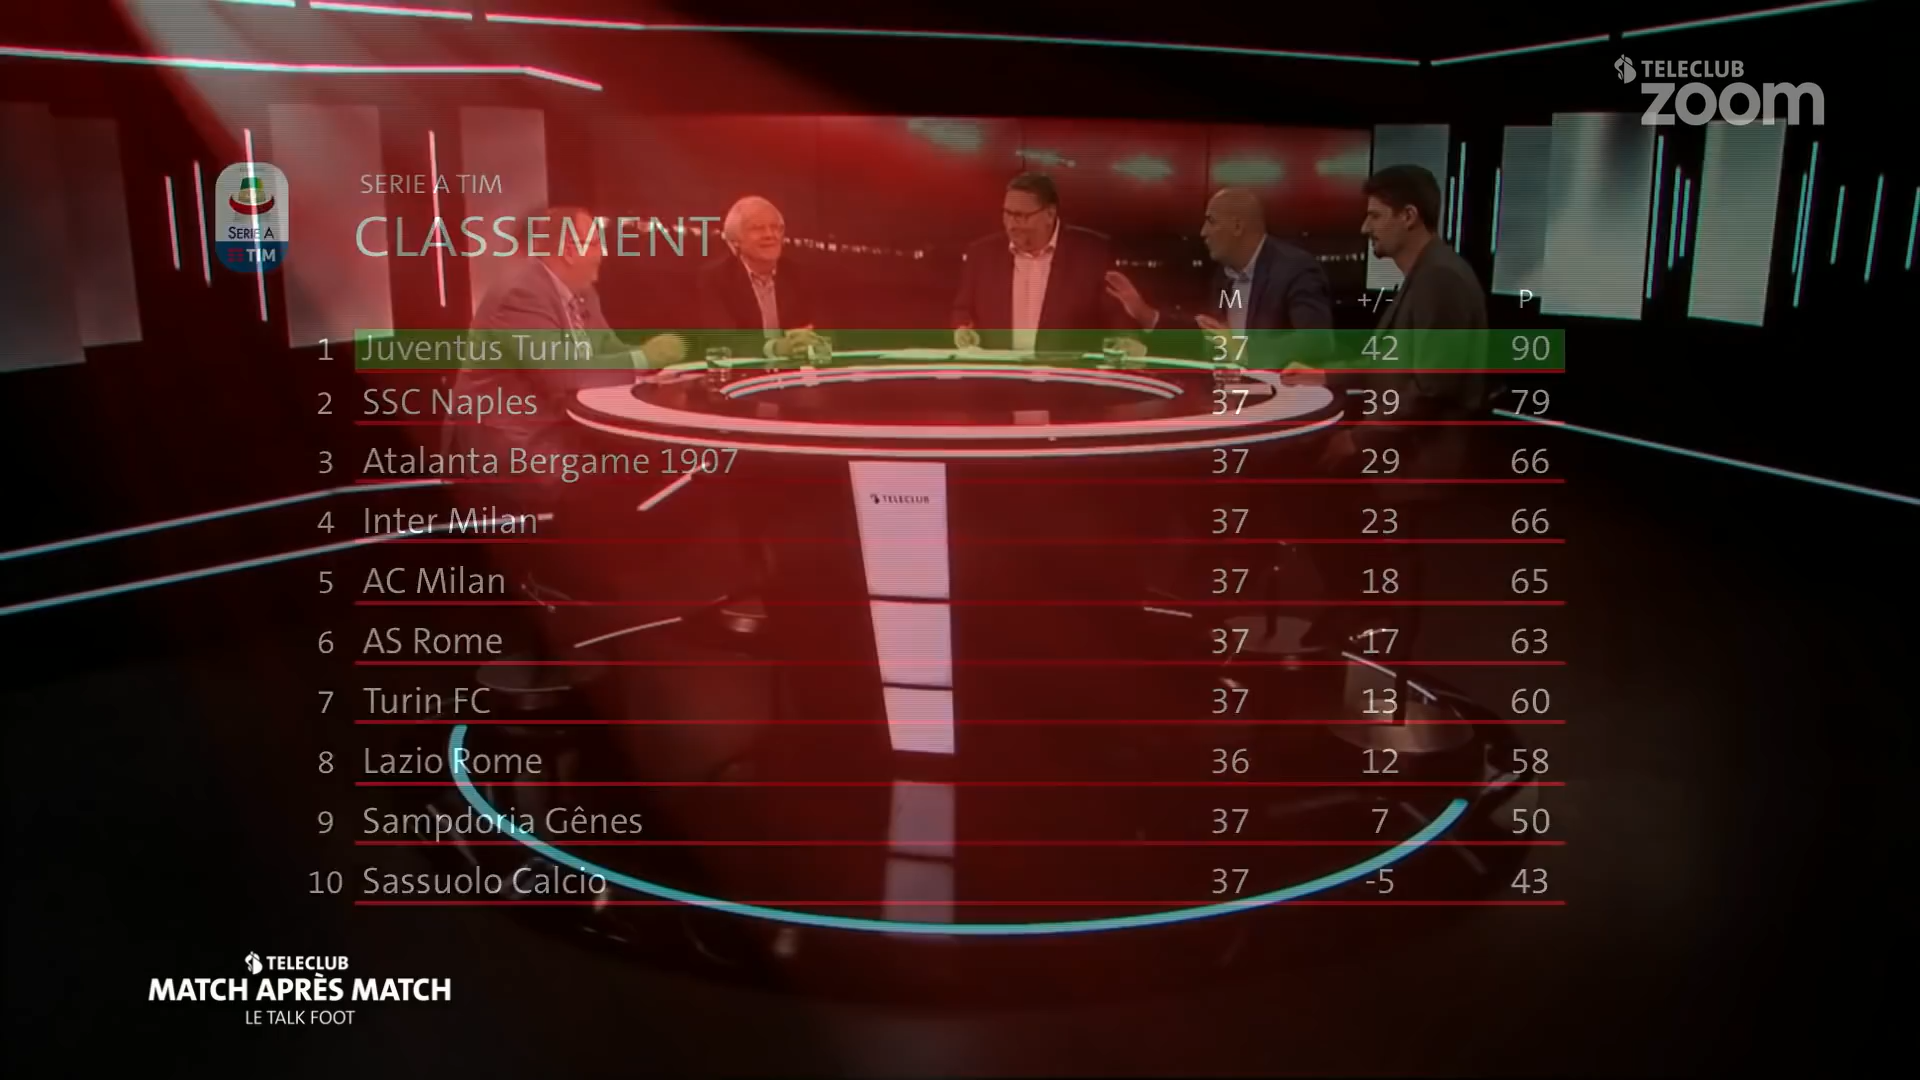 TELECLUB
zoom
SERIE A
TIM
SERIE A TIM
CLASSEMENT
M +/- P
1 Juventus Turin 37 42 90
2 SSC Naples 37 39 79
3 Atalanta Bergame 1907 37 29 66
4 Inter Milan 37 23 66
5 AC Milan 37 18 65
6 AS Rome 37 17 63
7 Turin FC 37 13 60
8 Lazio Rome 36 12 58
9 Sampdoria Gênes 37 7 50
10 Sassuolo Calcio 37 -5 43
TELECLUB
TELECLUB
MATCH APRÈS MATCH
LE TALK FOOT